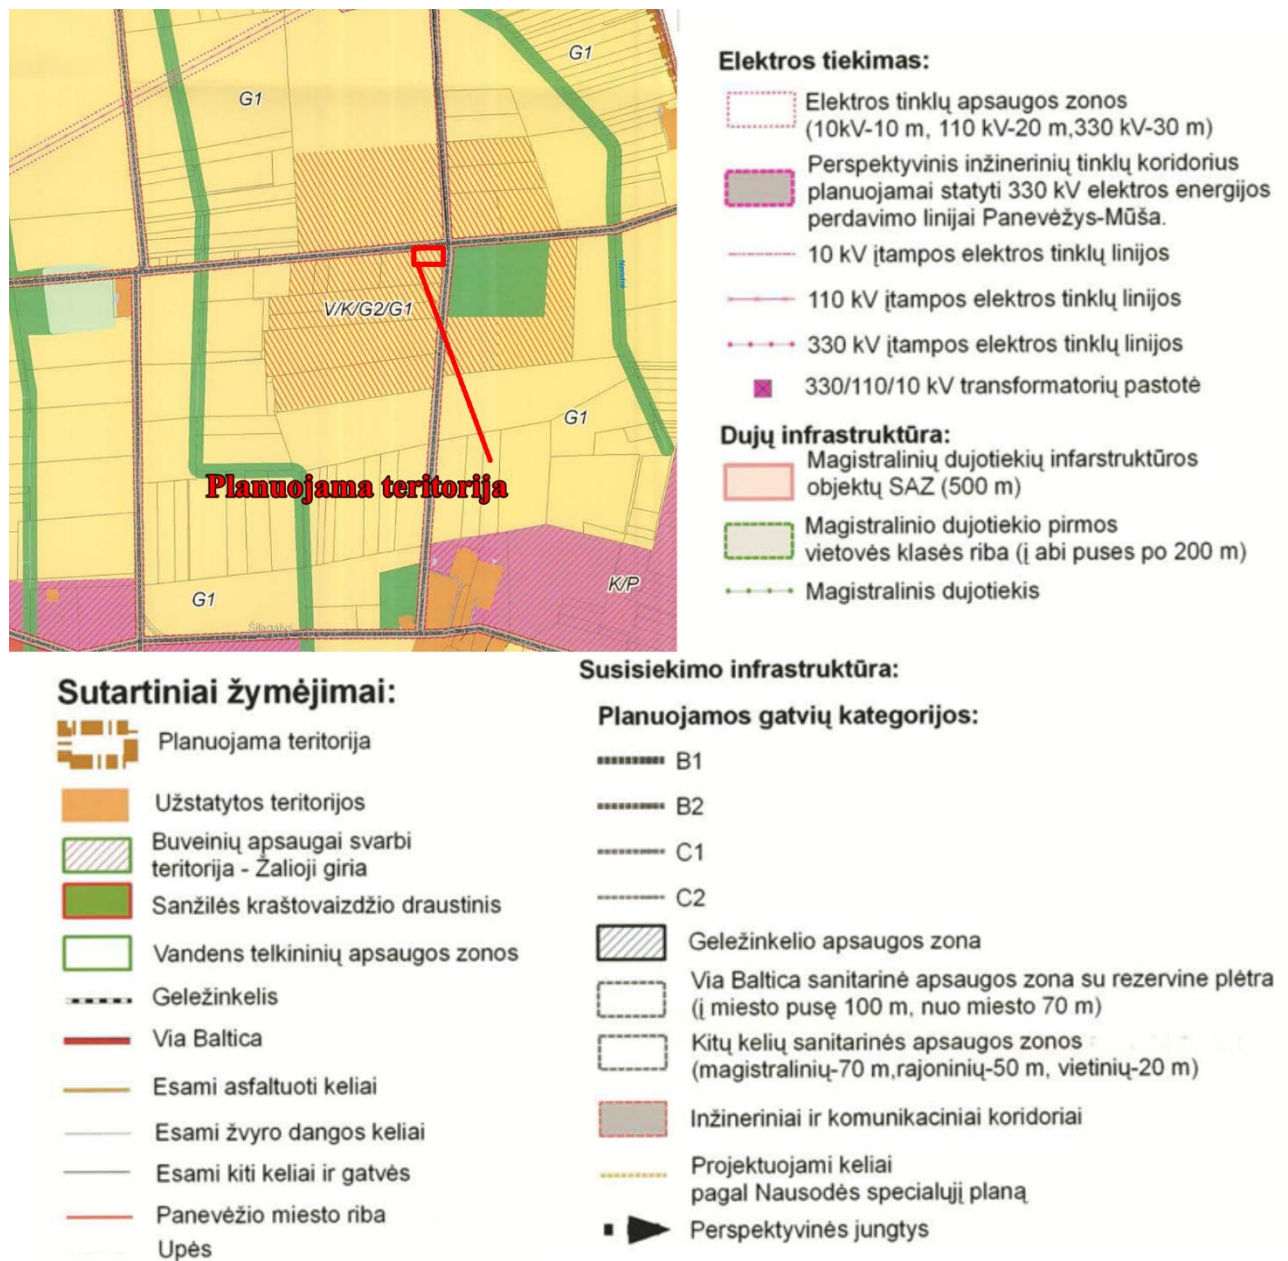 G1
G1
V/K/G2/G1
G1
Planuojama teritorija
K/P
G1
Šilagalys
Elektros tiekimas:
Elektros tinklų apsaugos zonos
(10kV-10 m, 110 kV-20 m,330 kV-30 m)
Perspektyvinis inžinerinių tinklų koridorius
planuojamai statyti 330 kV elektros energijos
perdavimo linijai Panevėžys-Mūša.
10 kV įtampos elektros tinklų linijos
110 kV įtampos elektros tinklų linijos
330 kV įtampos elektros tinklų linijos
330/110/10 kV transformatorių pastotė
Dujų infrastruktūra:
Magistralinių dujotiekių infarstruktūros
objektų SAZ (500 m)
Magistralinio dujotiekio pirmos
vietovės klasės riba (į abi puses po 200 m)
Magistralinis dujotiekis
Sutartiniai žymėjimai:
Planuojama teritorija
Užstatytos teritorijos
Buveinių apsaugai svarbi
teritorija - Žalioji giria
Sanžilės kraštovaizdžio draustinis
Vandens telkininių apsaugos zonos
Geležinkelis
Via Baltica
Esami asfaltuoti keliai
Esami žvyro dangos keliai
Esami kiti keliai ir gatvės
Panevėžio miesto riba
Upės
Susisiekimo infrastruktūra:
Planuojamos gatvių kategorijos:
B1
B2
C1
C2
Geležinkelio apsaugos zona
Via Baltica sanitarinė apsaugos zona su rezervine plėtra
(į miesto pusę 100 m, nuo miesto 70 m)
Kitų kelių sanitarinės apsaugos zonos
(magistralinių-70 m,rajoninių-50 m, vietinių-20 m)
Inžineriniai ir komunikaciniai koridoriai
Projektuojami keliai
pagal Nausodės specialųjį planą
Perspektyvinės jungtys